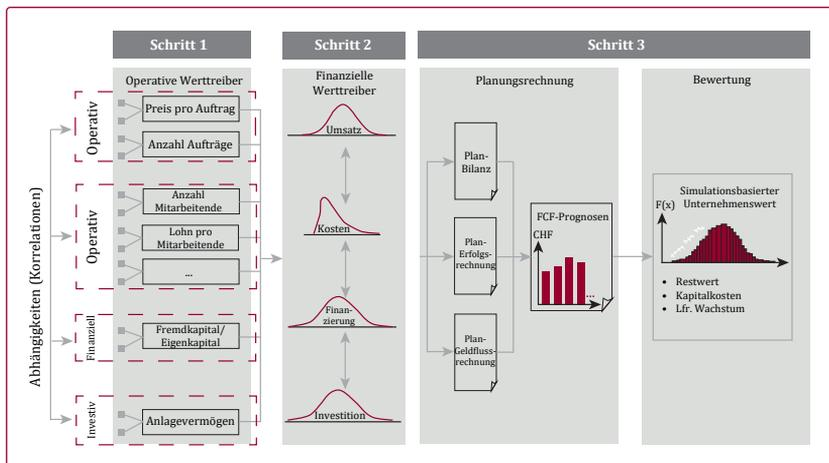 Schritt 1
Schritt 2
Schritt 3
Abhängigkeiten (Korrelationen)
Operative Werttreiber
Operativ
Preis pro Auftrag
Anzahl Aufträge
Operativ
Anzahl
Mitarbeitende
Lohn pro
Mitarbeitende
...
Finanziell
Fremdkapital/
Eigenkapital
Investiv
Anlagevermögen
Finanzielle
Werttreiber
Umsatz
Kosten
Finan-
zierung
Investition
Planungsrechnung
Plan-
Bilanz
Plan-
Erfolgs-
rechnung
Plan-
Geldfluss-
rechnung
FCF-Prognosen
CHF
...
Bewertung
Simulationsbasierter
Unternehmenswert
F(x)
• Restwert
• Kapitalkosten
• Lfr. Wachstum